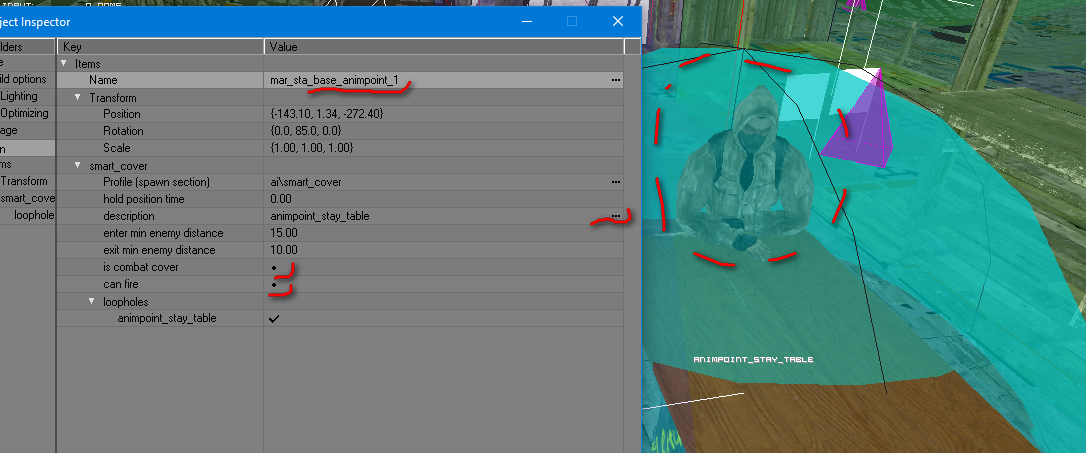 ject Inspector
lders
Key
Value
e
Items
ild options
Name
mar_sta_base_animpoint_1
Lighting
Transform
Optimizing
Position
{-143.10, 1.34, -272.40}
age
Rotation
{0.0, 85.0, 0.0}
n
Scale
{1.00, 1.00, 1.00}
ms
smart_cover
Transform
Profile (spawn section)
ai\smart_cover
smart_cove
hold position time
0.00
loophole
description
animpoint_stay_table
enter min enemy distance
15.00
exit min enemy distance
10.00
is combat cover
can fire
loopholes
animpoint_stay_table
ANIMPOINT_STAY_TABLE